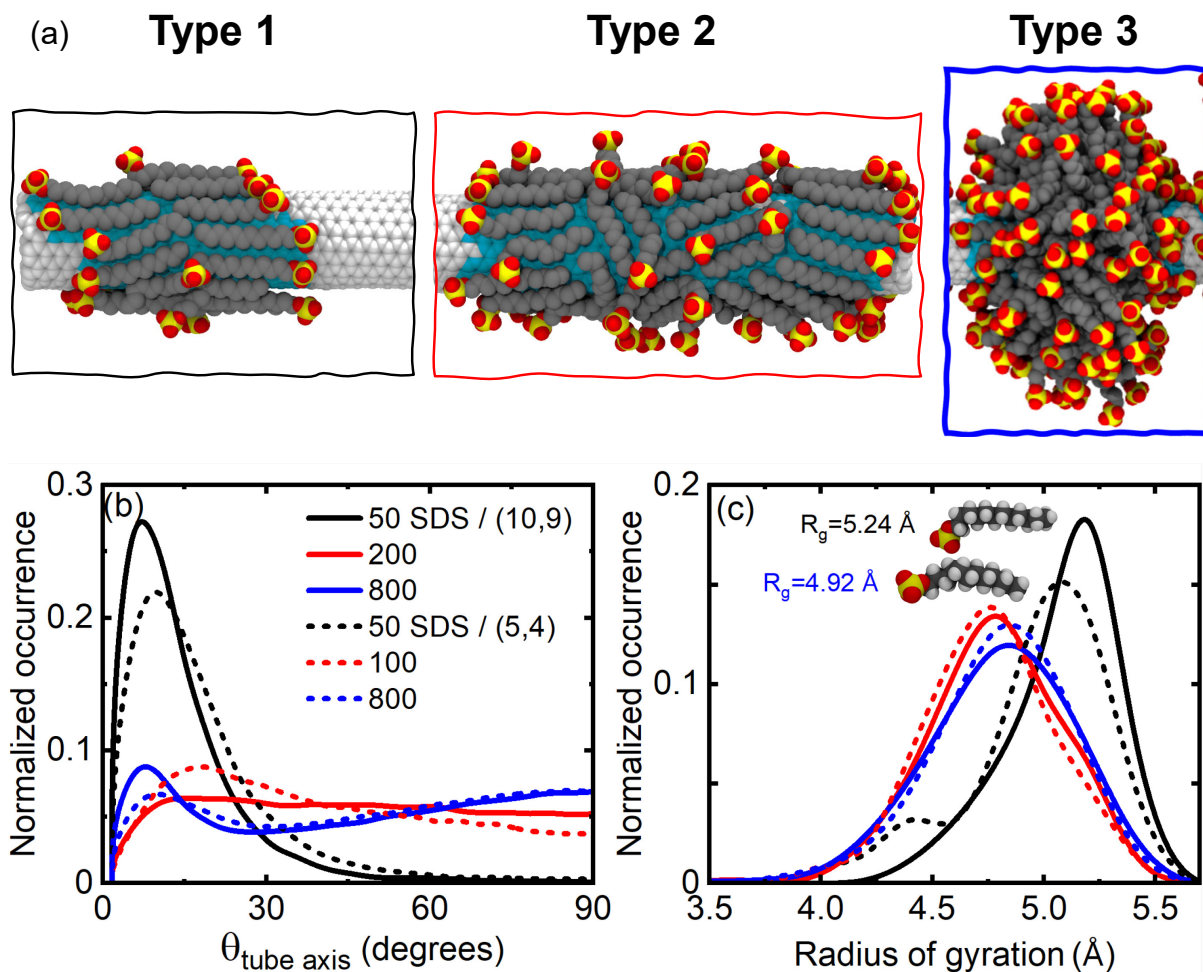 (a) Type 1 Type 2 Type 3
(b)
Normalized occurrence
0.3
0.2
0.1
0
0 30 60 90
θtube axis (degrees)
50 SDS / (10,9)
200
800
50 SDS / (5,4)
100
800
(c)
Normalized occurrence
0.2
0.1
0
3.5 4.0 4.5 5.0 5.5
Radius of gyration (Å)
Rg=5.24 Å
Rg=4.92 Å